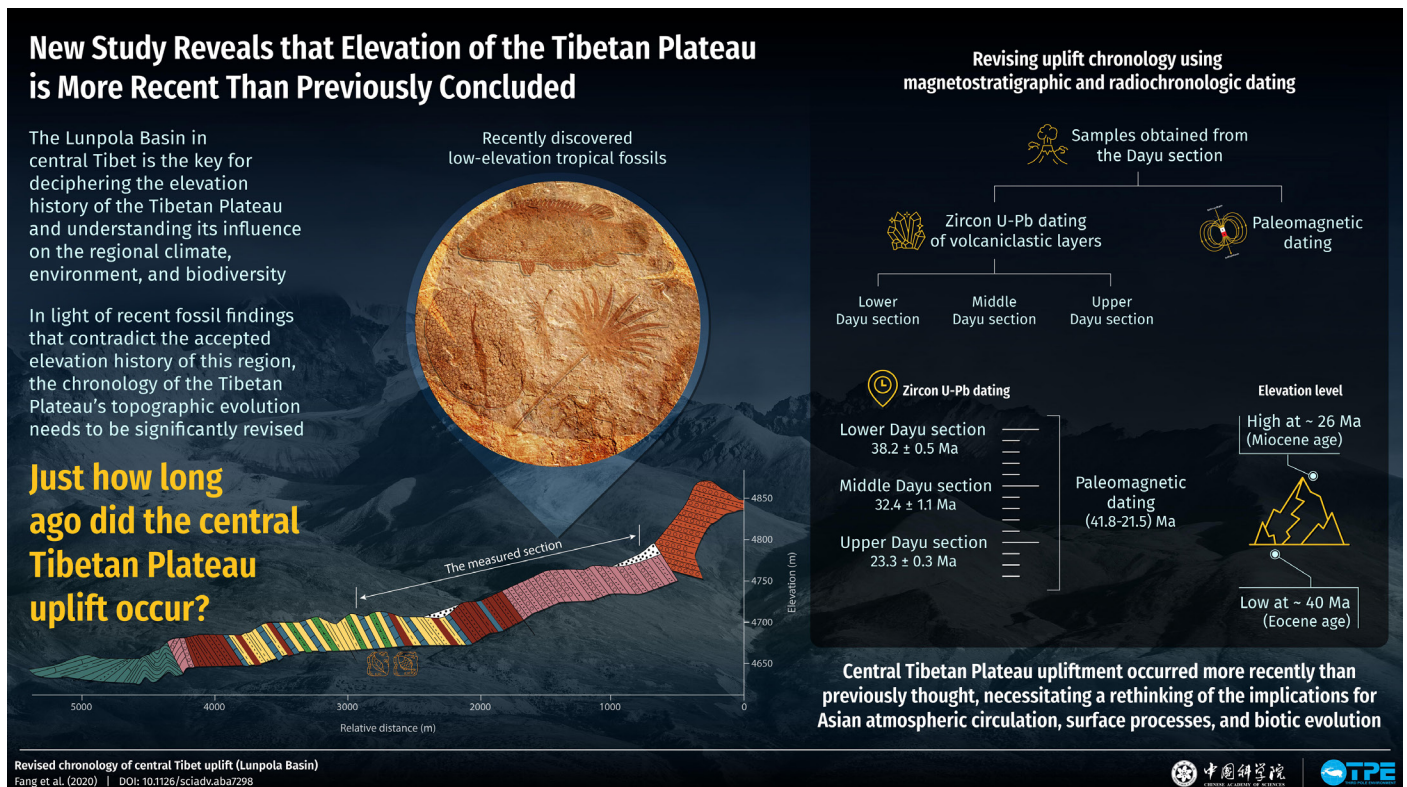 New Study Reveals that Elevation of the Tibetan Plateau
is More Recent Than Previously Concluded
The Lunpola Basin in
central Tibet is the key for
deciphering the elevation
history of the Tibetan Plateau
and understanding its influence
on the regional climate,
environment, and biodiversity
In light of recent fossil findings
that contradict the accepted
elevation history of this region,
the chronology of the Tibetan
Plateau's topographic evolution
needs to be significantly revised
Just how long
ago did the central
Tibetan Plateau
uplift occur?
Recently discovered
low-elevation tropical fossils
The measured section
4850
4800
4750
4700
4650
Elevation (m)
5000
4000
3000
2000
1000
0
Relative distance (m)
Revising uplift chronology using
magnetostratigraphic and radiochronologic dating
Samples obtained from
the Dayu section
Zircon U-Pb dating
of volcaniclastic layers
Paleomagnetic
dating
Lower
Dayu section
Middle
Dayu section
Upper
Dayu section
Zircon U-Pb dating
Lower Dayu section
38.2 ± 0.5 Ma
Middle Dayu section
32.4 ± 1.1 Ma
Upper Dayu section
23.3 ± 0.3 Ma
Paleomagnetic
dating
(41.8-21.5) Ma
Elevation level
High at ~ 26 Ma
(Miocene age)
Low at ~ 40 Ma
(Eocene age)
Central Tibetan Plateau upliftment occurred more recently than
previously thought, necessitating a rethinking of the implications for
Asian atmospheric circulation, surface processes, and biotic evolution
Revised chronology of central Tibet uplift (Lunpola Basin)
Fang et al. (2020) | DOI: 10.1126/sciadv.aba7298
中国科学院
CHINESE ACADEMY OF SCIENCES
TPE